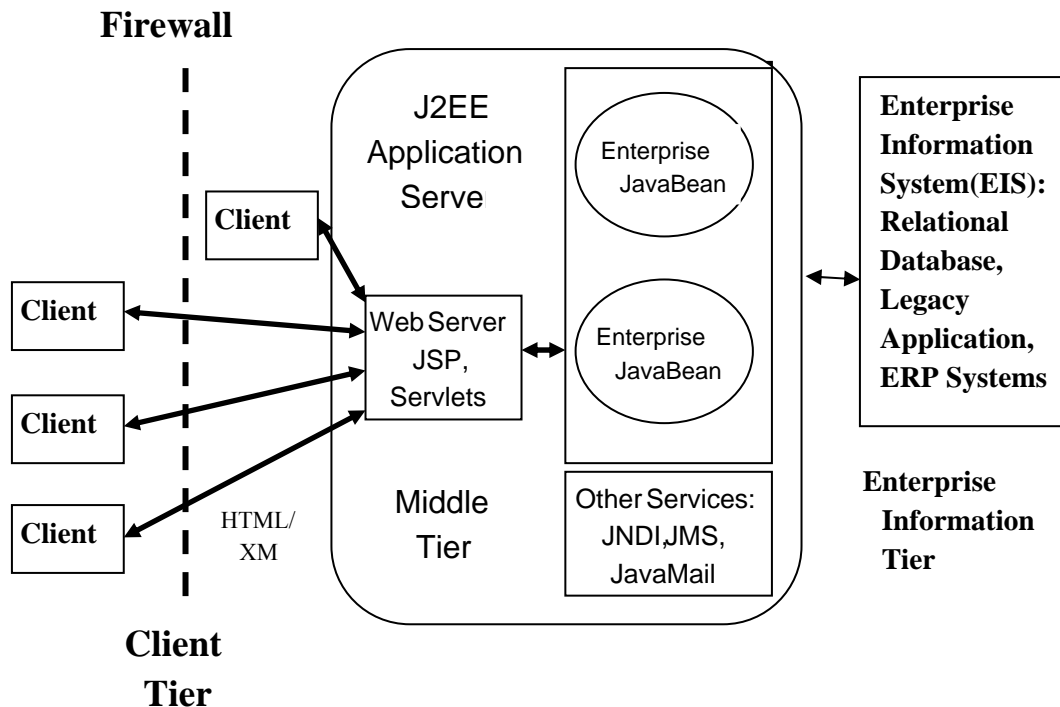 Firewall
J2EE
Application
Serve
Client
Client
Client
Client
HTML/
XM
Web Server
JSP,
Servlets
Middle
Tier
Enterprise
JavaBean
Enterprise
JavaBean
Other Services:
JNDI,JMS,
JavaMail
Enterprise
Information
System(EIS):
Relational
Database,
Legacy
Application,
ERP Systems
Enterprise
Information
Tier
Client
Tier